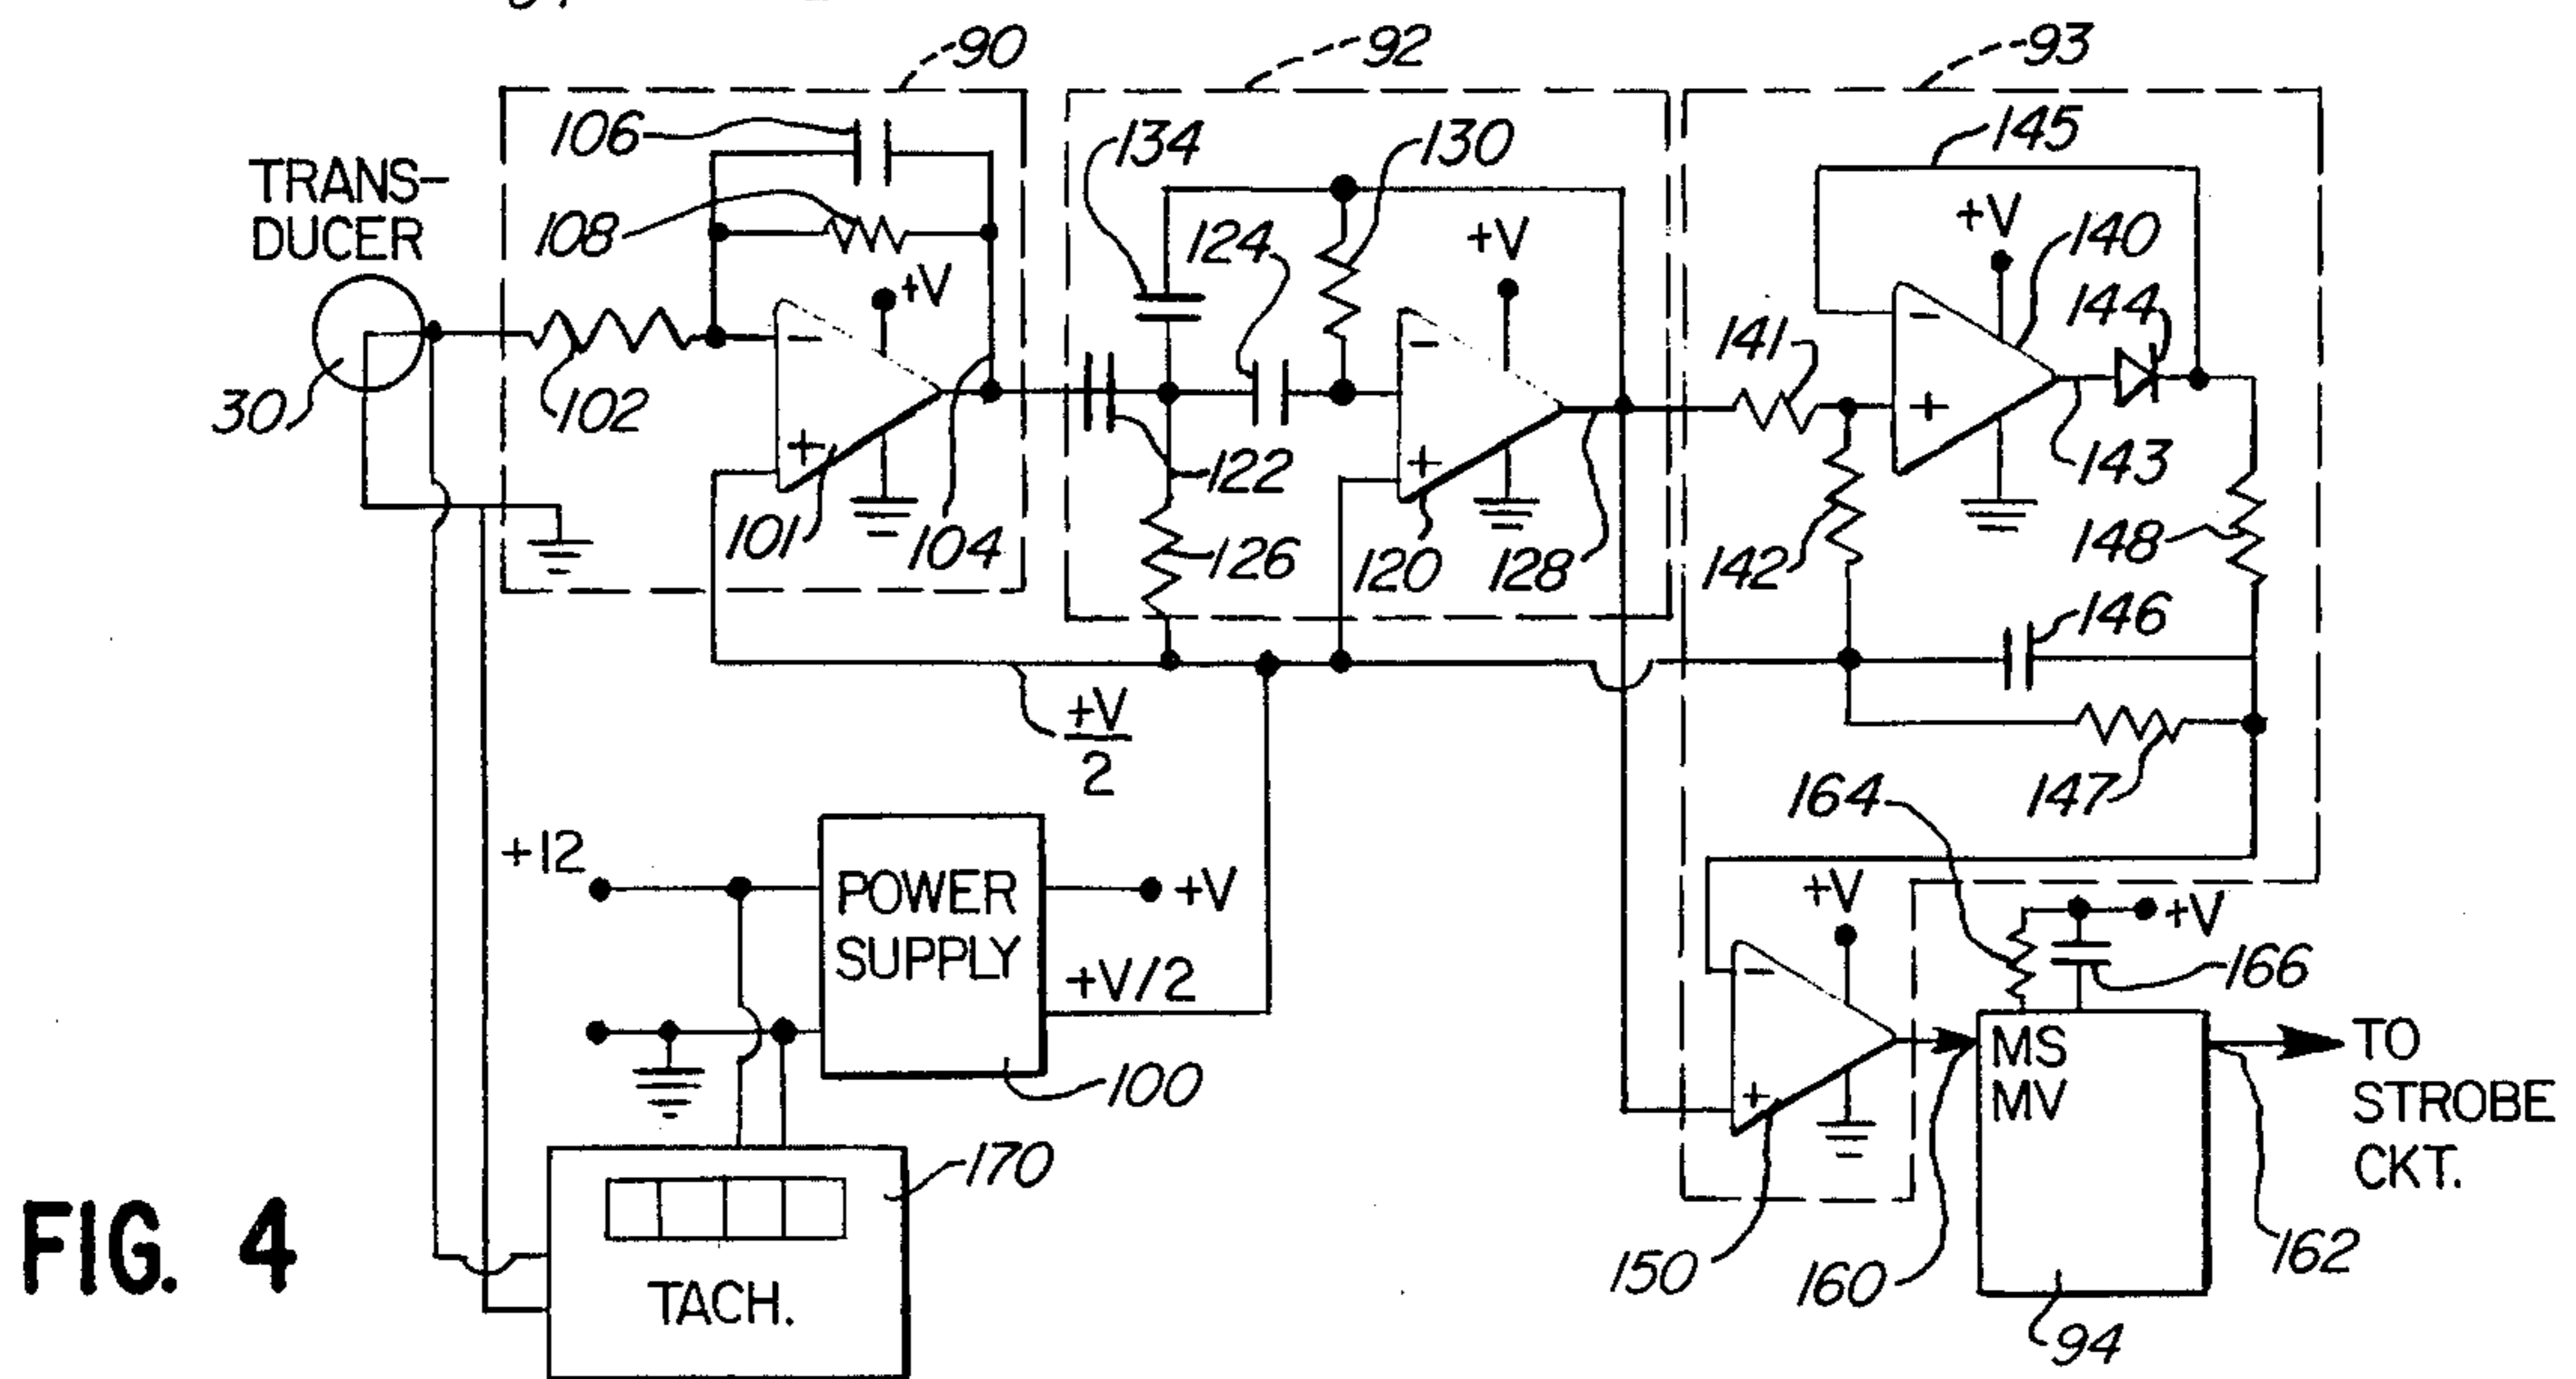 90
92
93
106
134
130
145
TRANS-
DUCER
108
124
+V
+V
140
+V
144
-
-
-
141
30
102
+
+
+
122
143
101
104
126
142
120
128
148
146
+V
2
164
147
+12
POWER
SUPPLY
+V
+V
+V
+V/2
-
166
100
+
MS
MV
TO
STROBE
CKT.
170
FIG. 4
TACH.
150
160
162
94